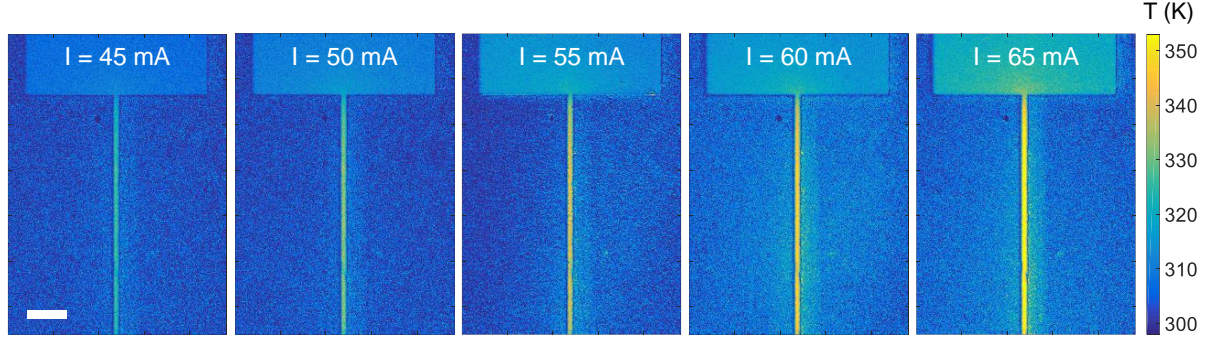 T (K)
I = 45 mA
I = 50 mA
I = 55 mA
I = 60 mA
I = 65 mA
350
340
330
320
310
300